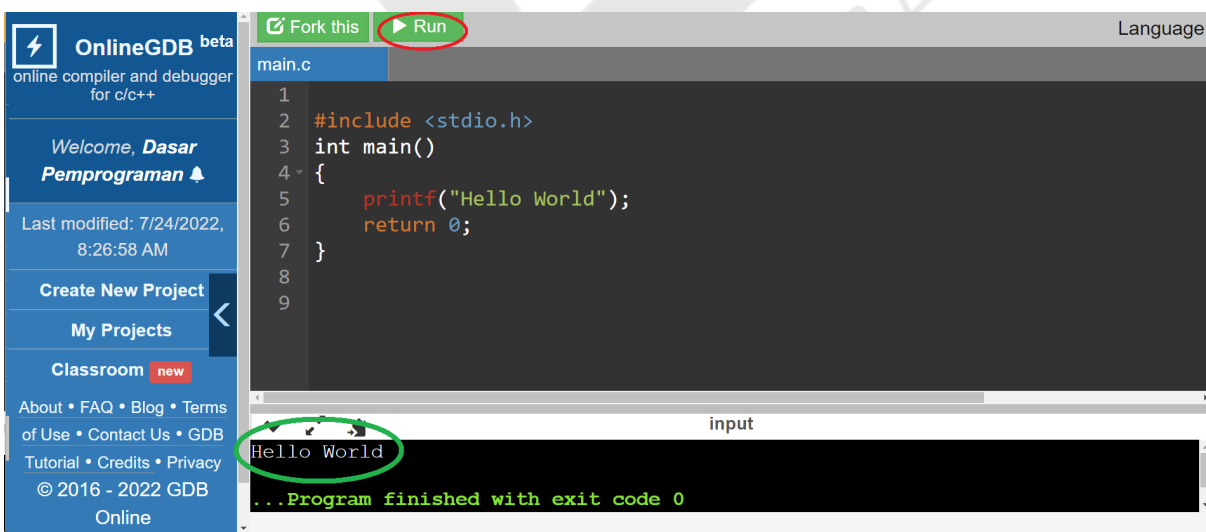 OnlineGDB beta
online compiler and debugger
for c/c++
Welcome, Dasar
Pemprograman
Last modified: 7/24/2022,
8:26:58 AM
Create New Project
My Projects
Classroom new
About • FAQ • Blog • Terms
of Use • Contact Us • GDB
Tutorial • Credits • Privacy
© 2016 - 2022 GDB
Online
Fork this Run Language
main.c
1
2 #include <stdio.h>
3 int main()
4 {
5 printf("Hello World");
6 return 0;
7 }
8
9
input
Hello World
...Program finished with exit code 0